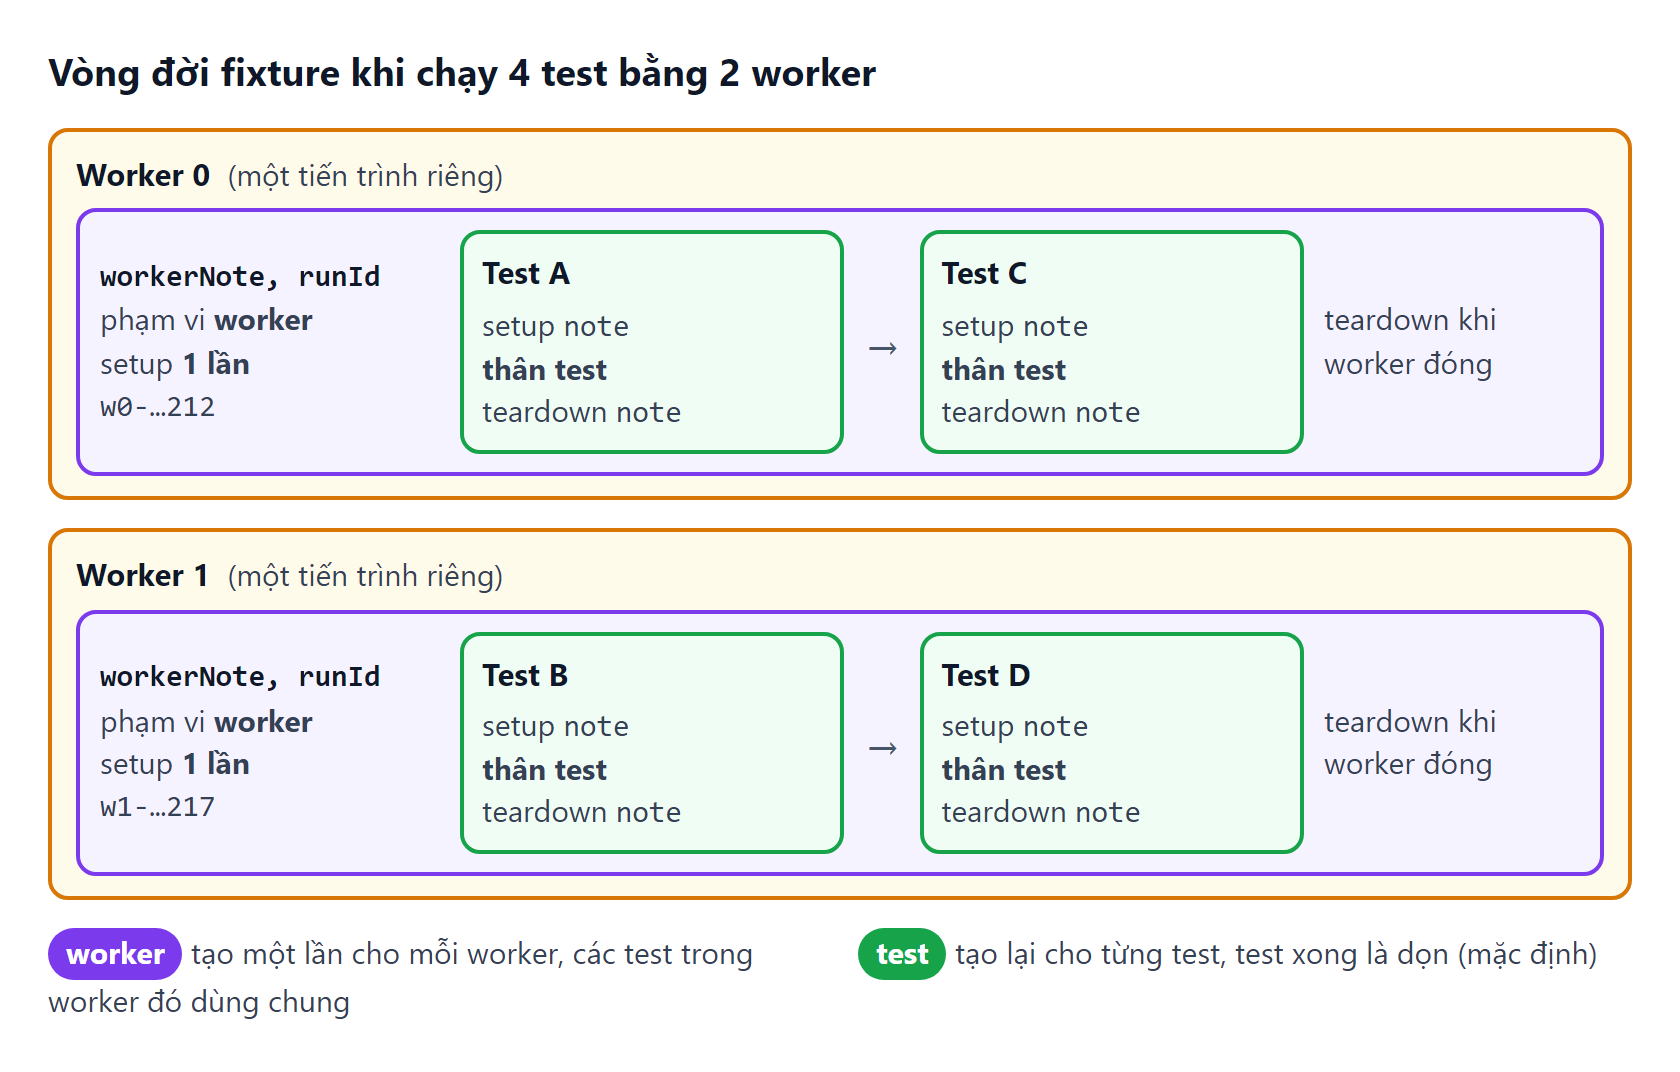 Vòng đời fixture khi chạy 4 test bằng 2 worker
Worker 0 (một tiến trình riêng)
workerNote, runId
phạm vi worker
setup 1 lần
w0-…212
Test A
setup note
thân test
teardown note
→
Test C
setup note
thân test
teardown note
teardown khi
worker đóng
Worker 1 (một tiến trình riêng)
workerNote, runId
phạm vi worker
setup 1 lần
w1-…217
Test B
setup note
thân test
teardown note
→
Test D
setup note
thân test
teardown note
teardown khi
worker đóng
worker tạo một lần cho mỗi worker, các test trong
worker đó dùng chung
test tạo lại cho từng test, test xong là dọn (mặc định)